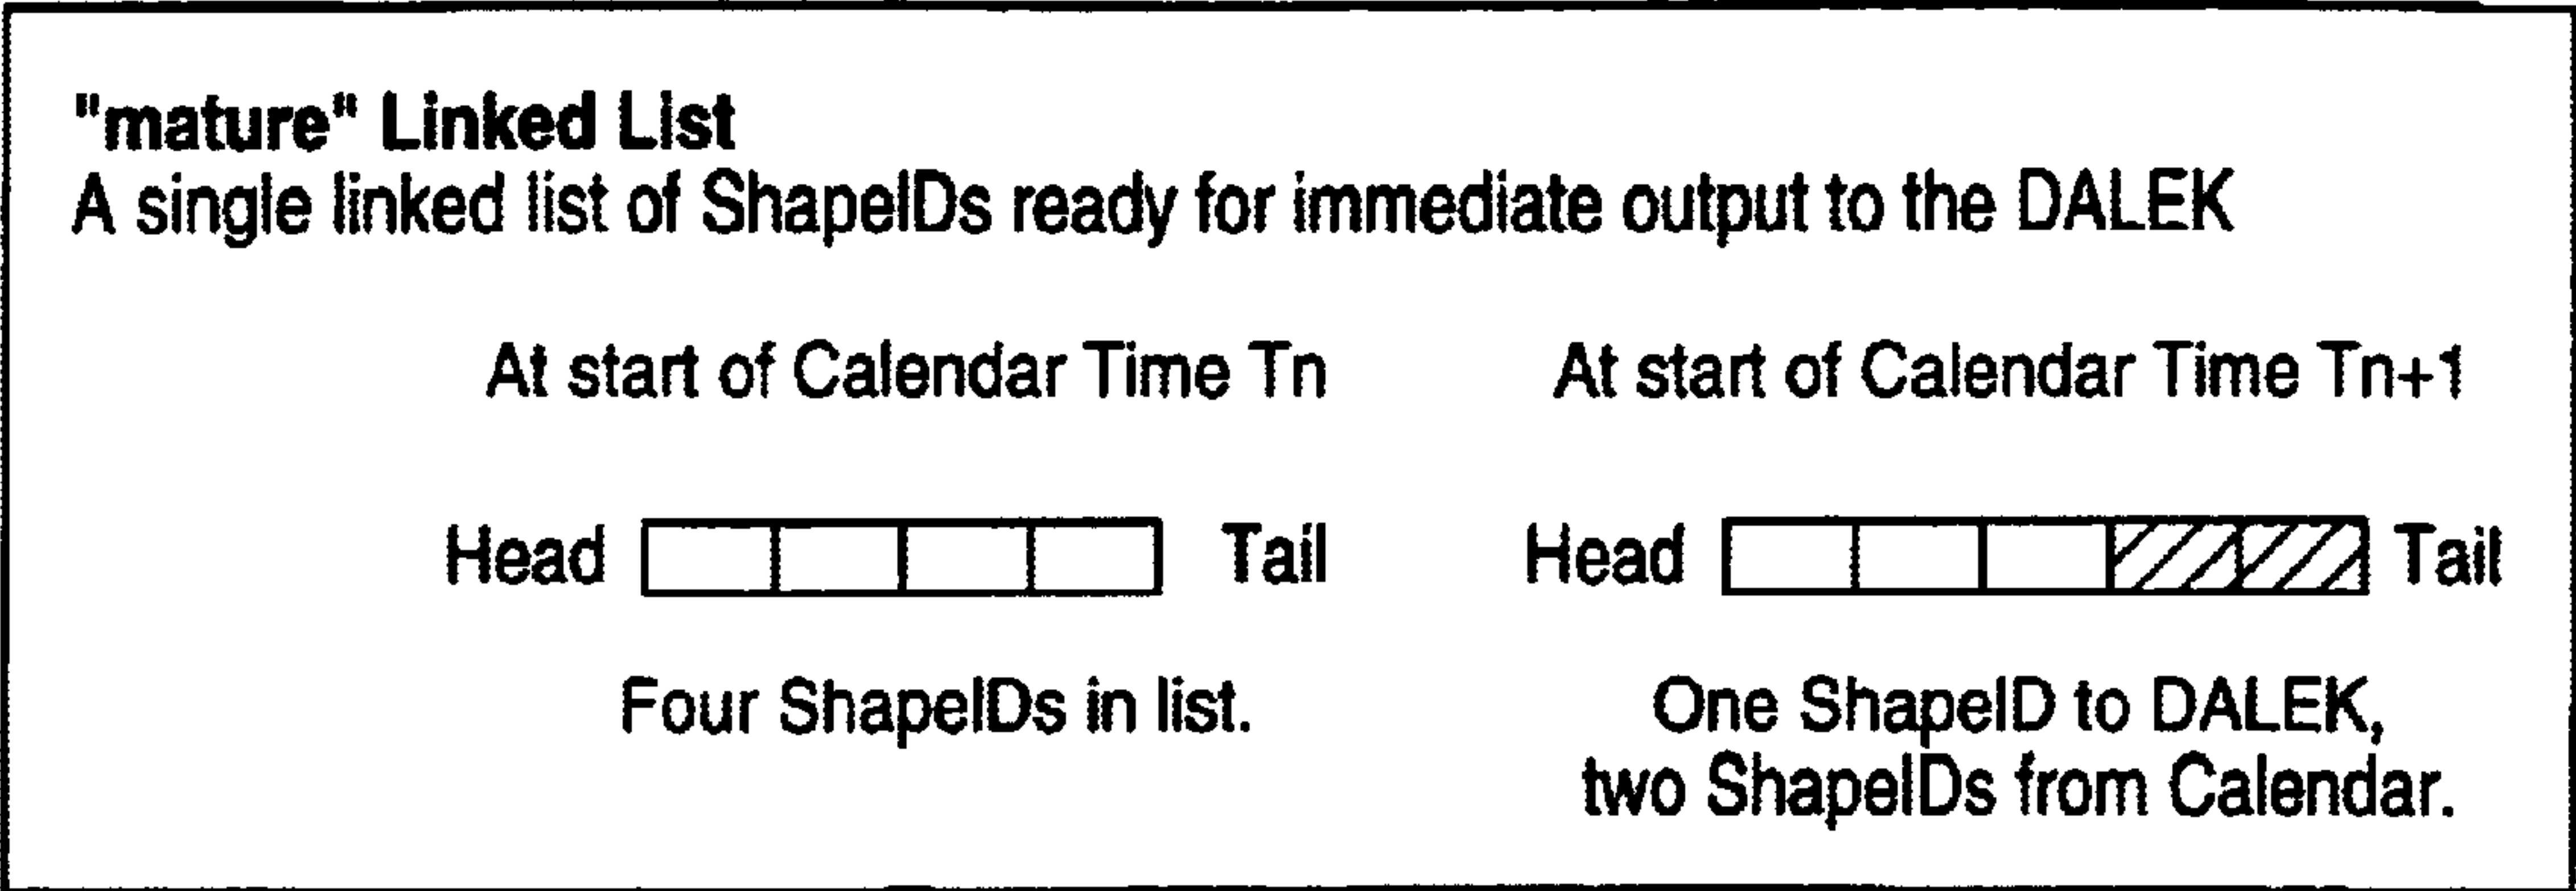 "mature" Linked List
A single linked list of ShapeIDs ready for immediate output to the DALEK
At start of Calendar Time Tn
At start of Calendar Time Tn+1
Head
Tail
Head
Tail
Four ShapeIDs in list.
One ShapeID to DALEK,
two ShapeIDs from Calendar.